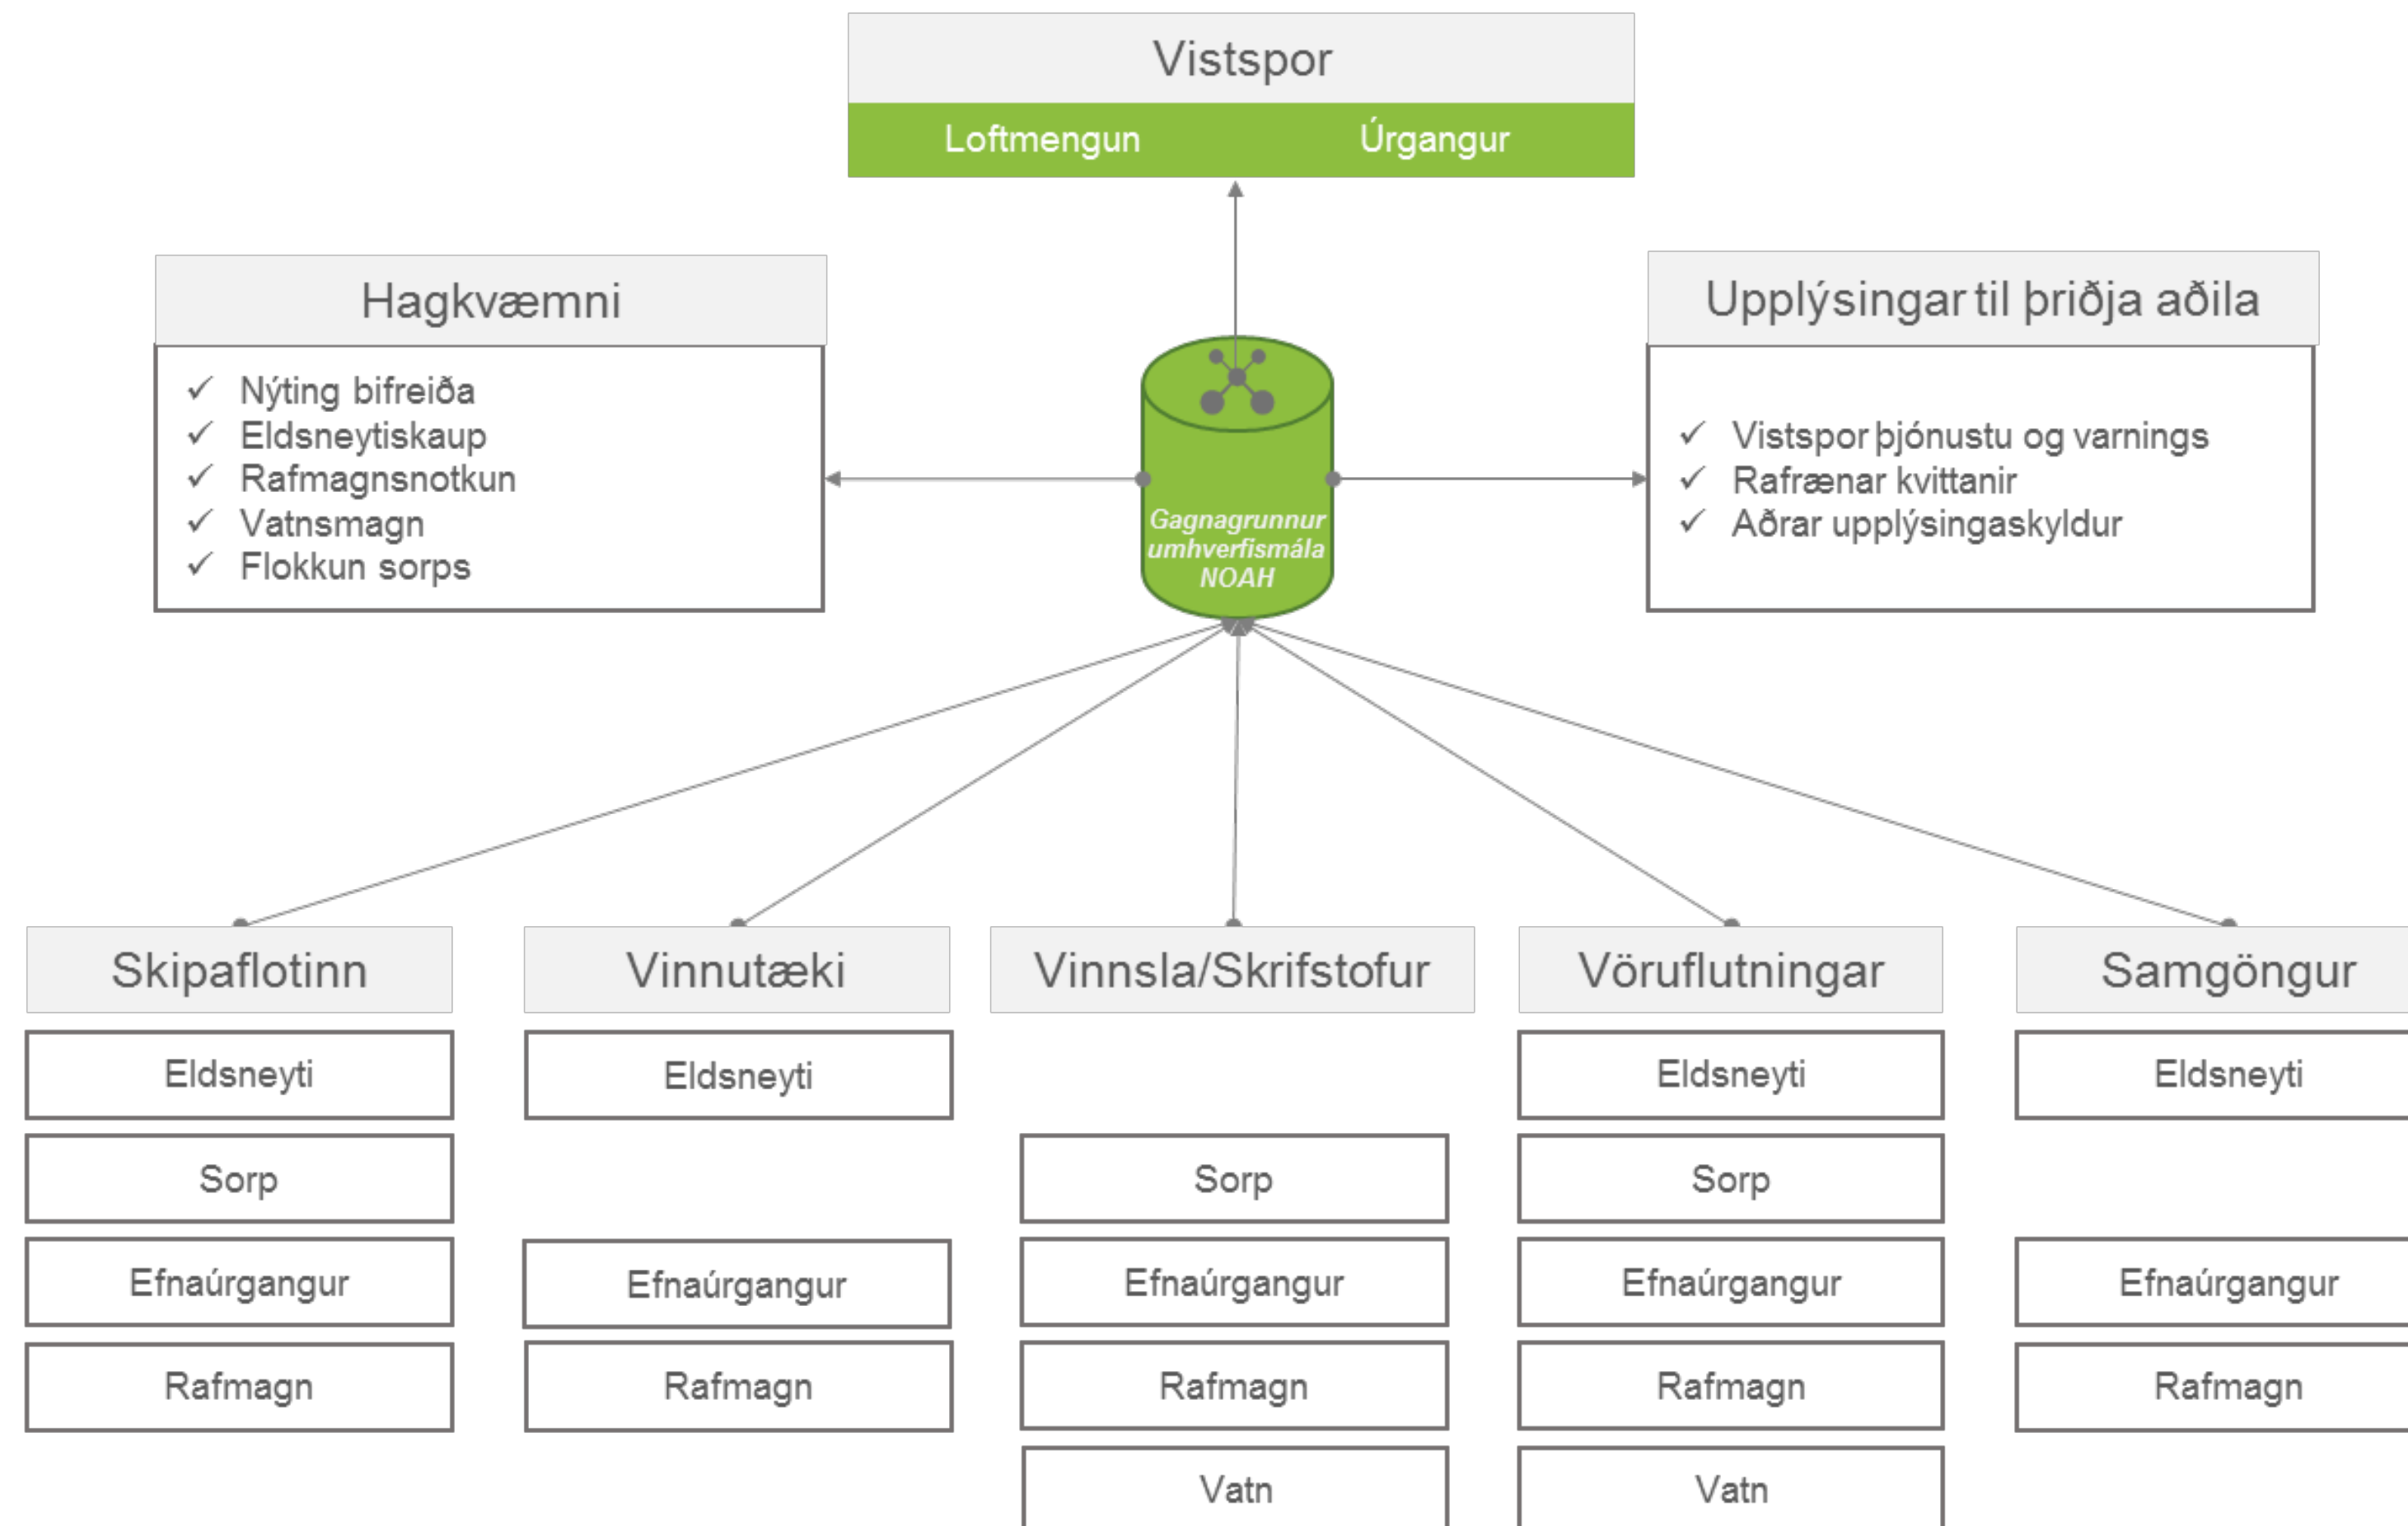 Vistspor
Loftmengun Úrgangur
Hagkvæmni
Nýting bifreiða
Eldsneytiskaup
Rafmagnsnotkun
Vatnsmagn
Flokkun sorps
Gagnagrunnur
umhverfismála
NOAH
Upplýsingar til þriðja aðila
Vistspor þjónustu og varnings
Rafrænar kvittanir
Aðrar upplýsingaskyldur
Skipaflotinn
Eldsneyti
Sorp
Efnaúrgangur
Rafmagn
Vinnutæki
Eldsneyti
Efnaúrgangur
Rafmagn
Vinnsla/Skrifstofur
Sorp
Efnaúrgangur
Rafmagn
Vatn
Vöruflutningar
Eldsneyti
Sorp
Efnaúrgangur
Rafmagn
Vatn
Samgöngur
Eldsneyti
Efnaúrgangur
Rafmagn